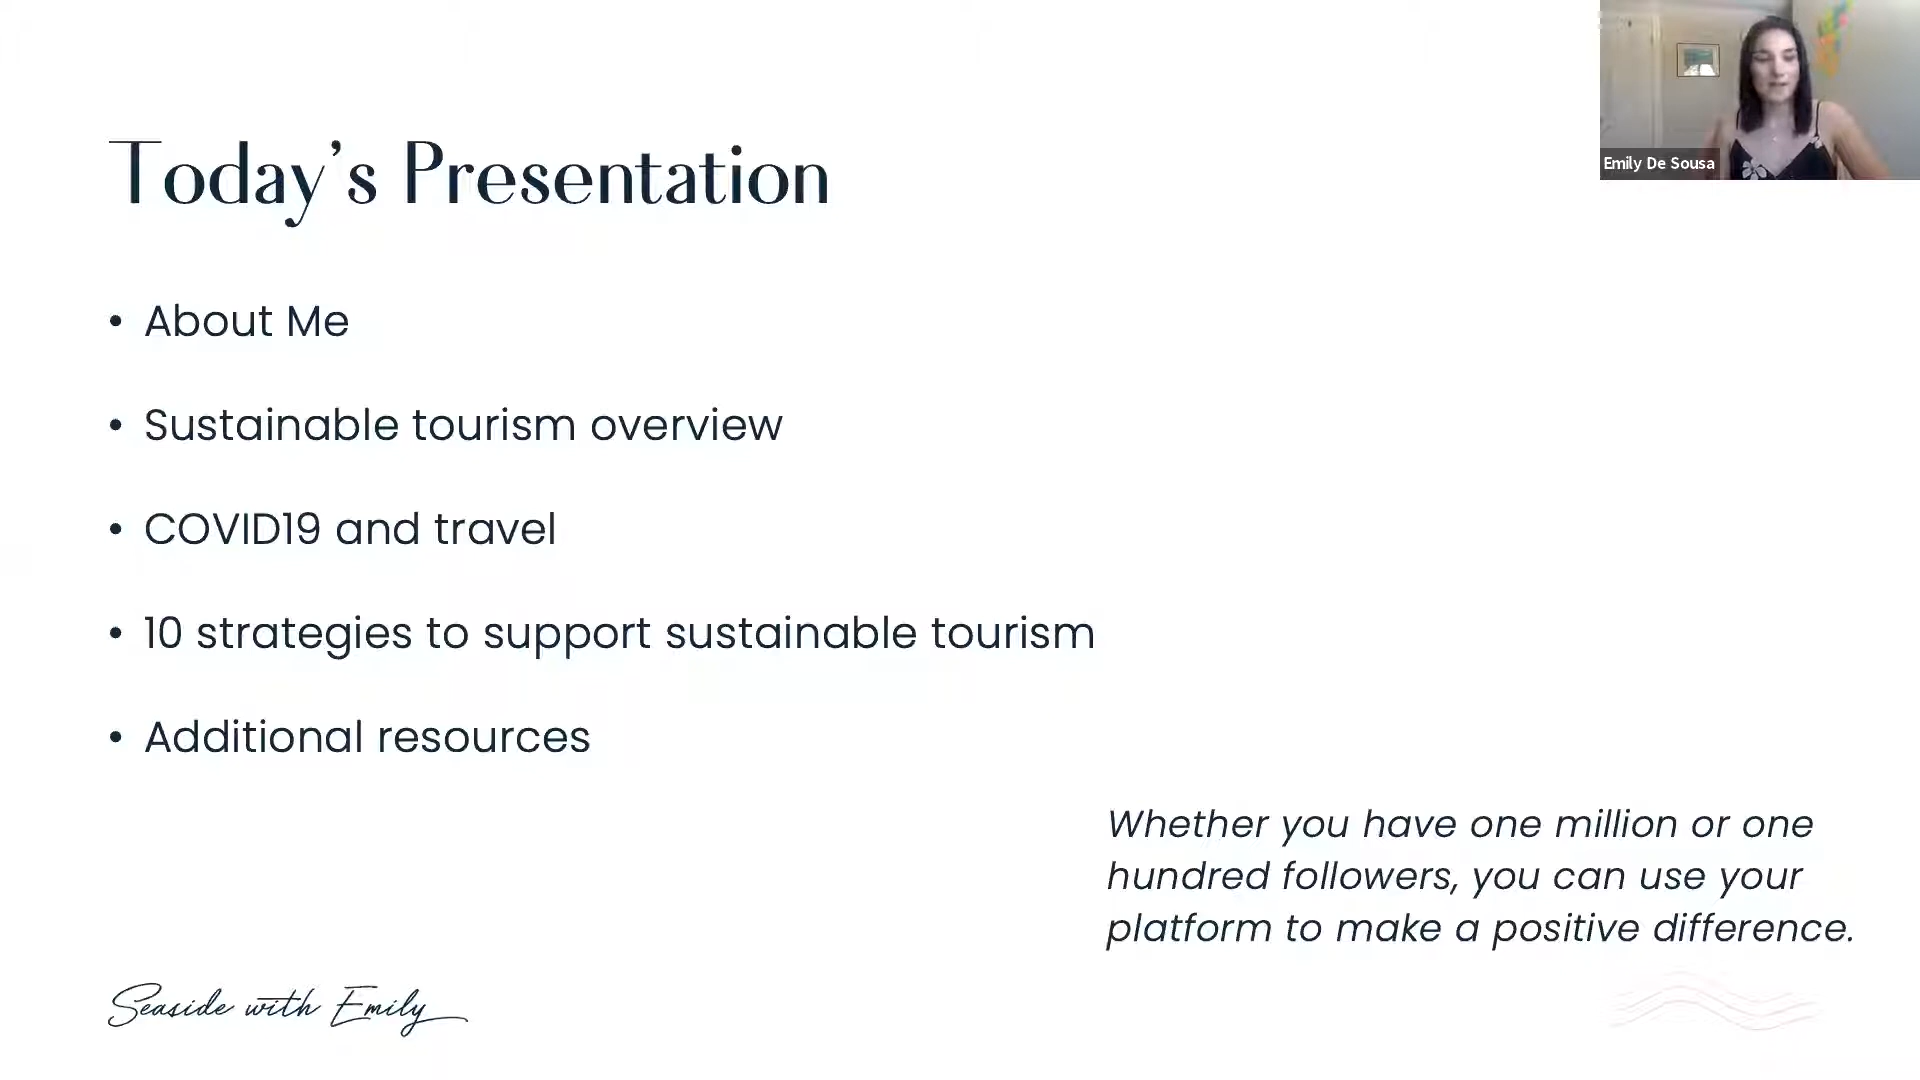 Today's Presentation
Emily De Sousa
• About Me
• Sustainable tourism overview
• COVID19 and travel
• 10 strategies to support sustainable tourism
• Additional resources
Whether you have one million or one
hundred followers, you can use your
platform to make a positive difference.
Seaside with Emily